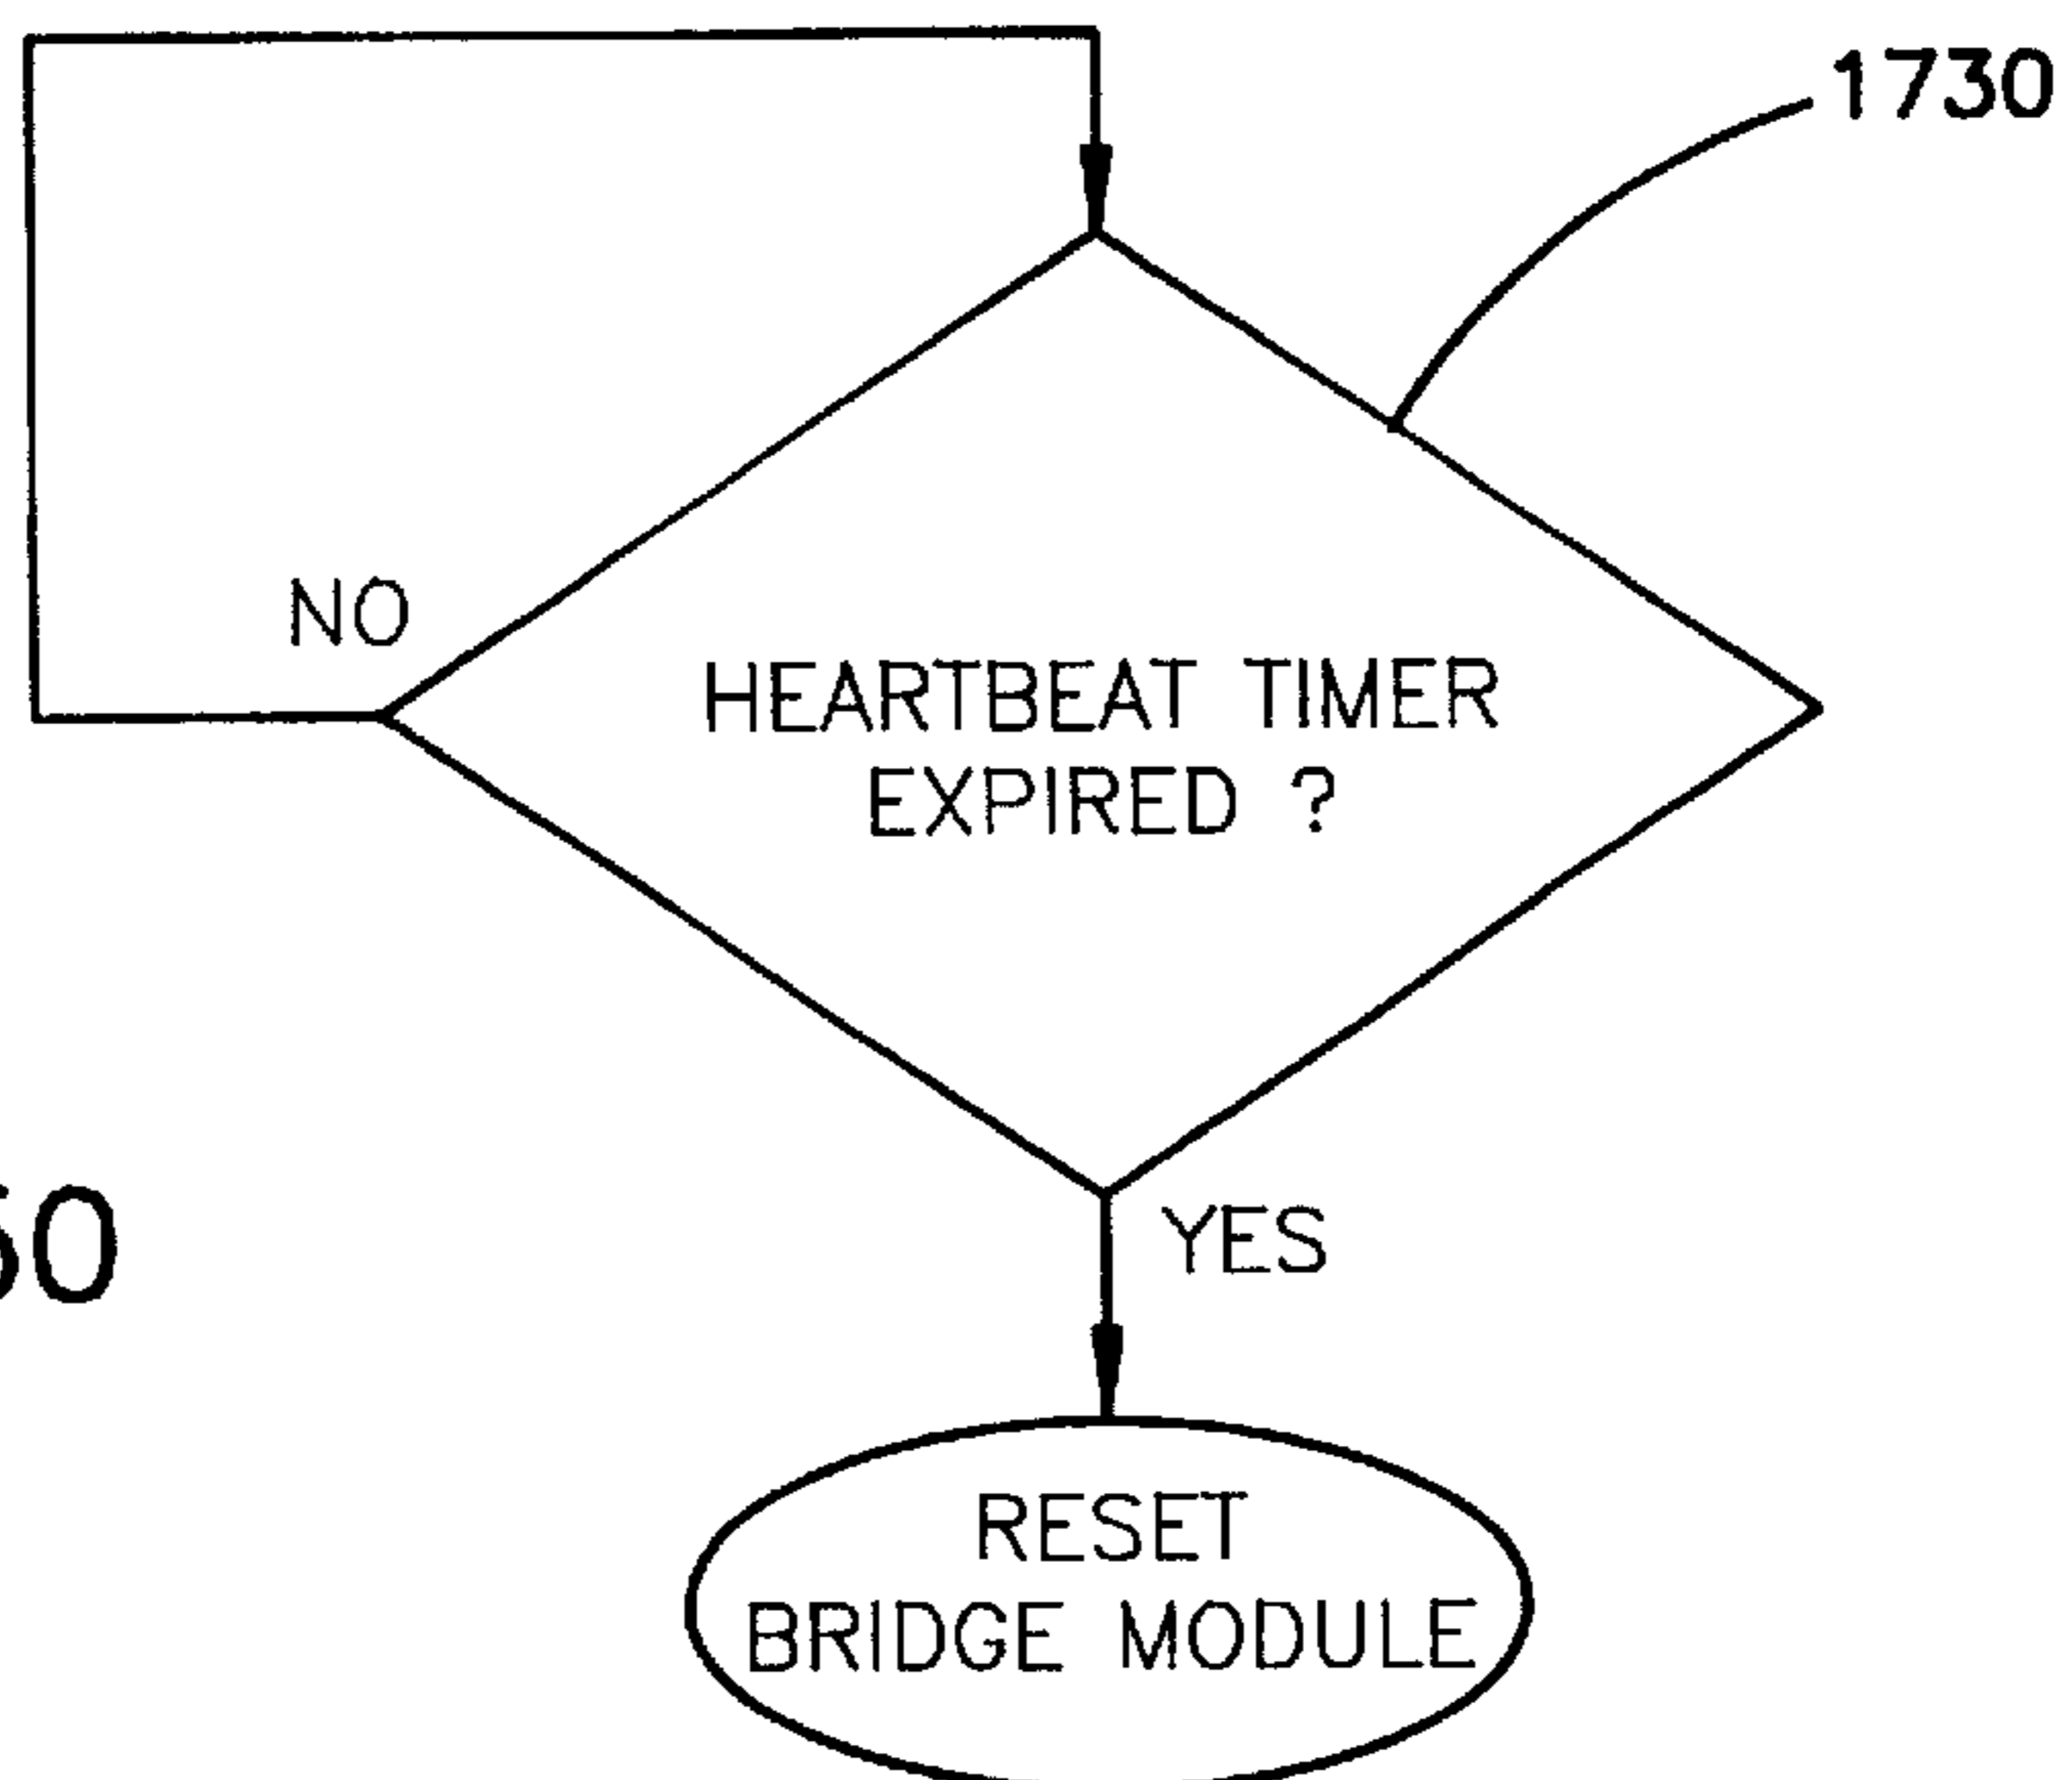 1730
NO
HEARTBEAT TIMER
EXPIRED ?
YES
RESET
BRIDGE MODULE